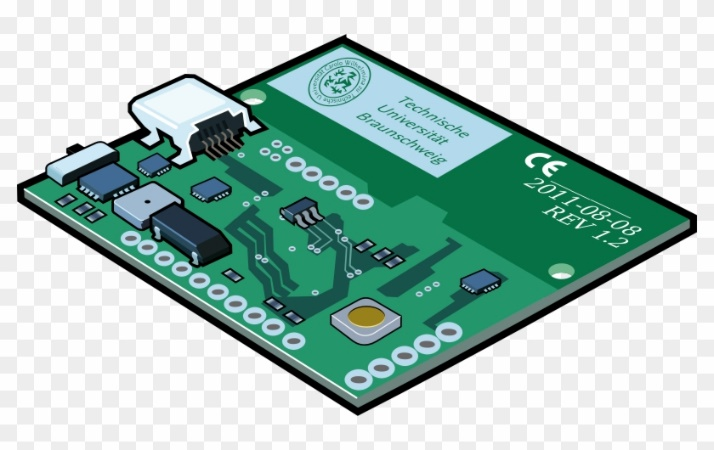 Technische
Universität
Braunschweig
CE
2011-08-08
REV 1.2